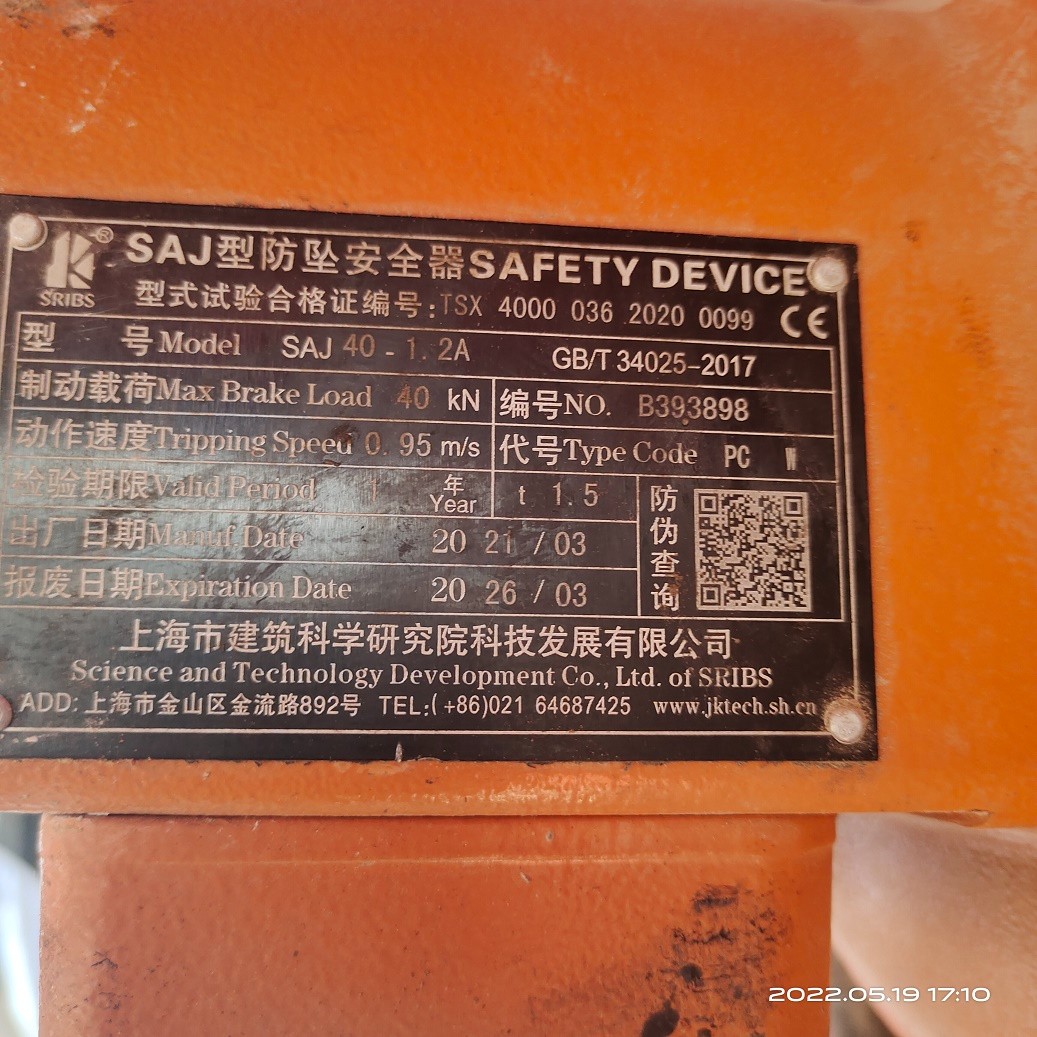 SAJ型防坠安全器SAFETY DEVICE
®
SRIBS
型式试验合格证编号:TSX 4000 036 2020 0099 CE
型 号Model SAJ 40-1.2A GB/T 34025-2017
制动载荷Max Brake Load 40 kN 编号NO. B393898
动作速度Tripping Speed 0.95 m/s 代号Type Code PC W
检验期限Valid Period 1 年 Year t 1.5
出厂日期Manuf Date 20 21 / 03
报废日期Expiration Date 20 26 / 03
防伪查询
上海市建筑科学研究院科技发展有限公司
Science and Technology Development Co., Ltd. of SRIBS
ADD:上海市金山区金流路892号 TEL:(+86)021 64687425 www.jktech.sh.cn
2022.05.19 17:10